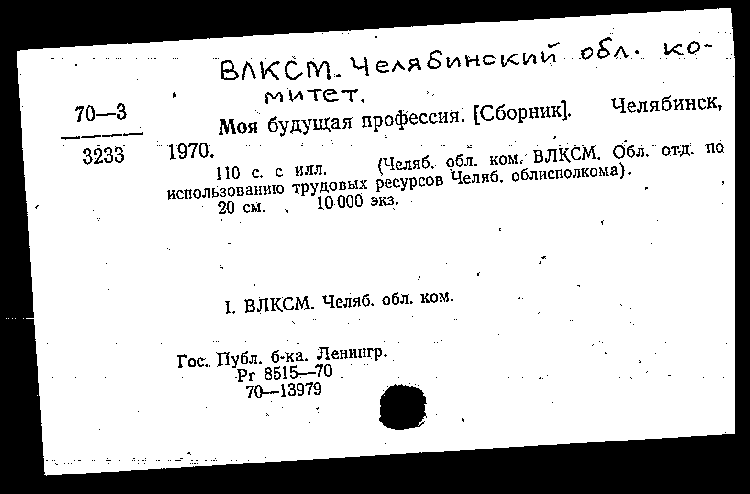 ВЛКСМ. Челябинский обл. ко-
митет.
70—3
3233
Моя будущая профессия. [Сборник]. Челябинск,
1970.
110 с. с илл. (Челяб. обл. ком. ВЛКСМ. Обл. отд. по
использованию трудовых ресурсов Челяб. облисполкома).
20 см. 10 000 экз.
I. ВЛКСМ. Челяб. обл. ком.
Гос. Публ. б-ка. Ленингр.
Pr 8515—70
70—13979